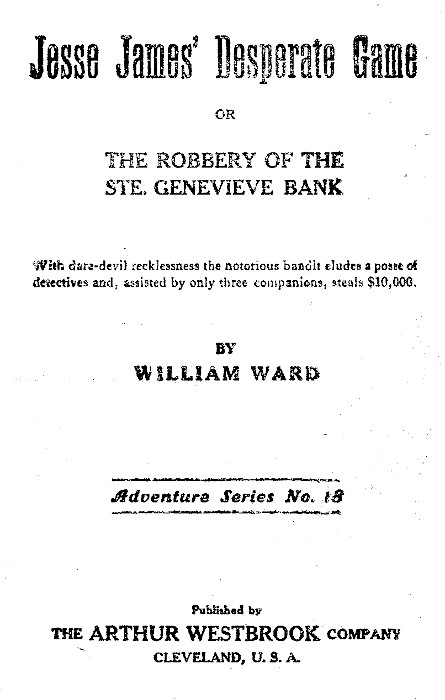 Jesse James' Desperate Game
OR
THE ROBBERY OF THE
STE. GENEVIEVE BANK
With dare-devil recklessness the notorious bandit eludes a posse of
detectives and, assisted by only three companions, steals $10,000.
BY
WILLIAM WARD
Adventure Series No. 18
Published by
THE ARTHUR WESTBROOK COMPANY
CLEVELAND, U. S. A.